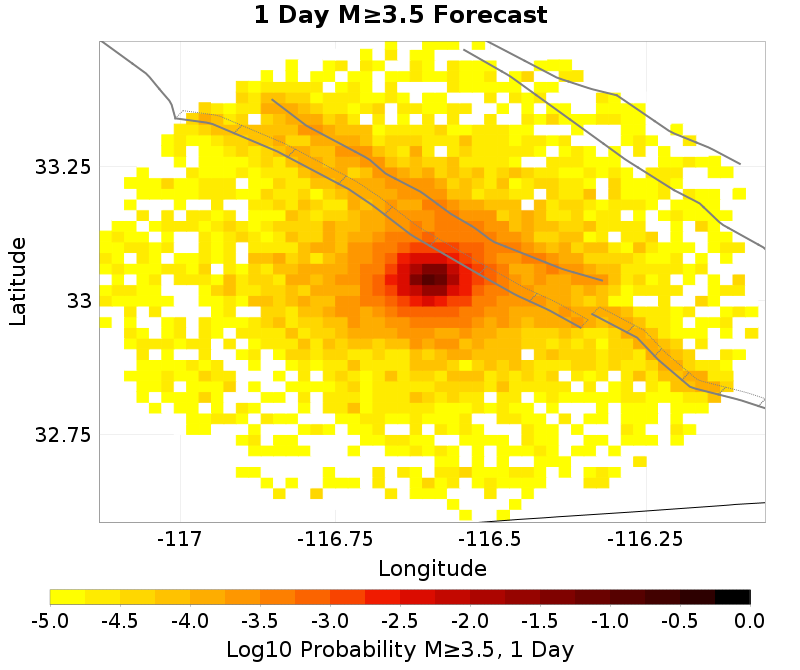 1 Day M≥3.5 Forecast
Latitude
33.25
33
32.75
-117 -116.75 -116.5 -116.25
Longitude
-5.0 -4.5 -4.0 -3.5 -3.0 -2.5 -2.0 -1.5 -1.0 -0.5 0.0
Log10 Probability M≥3.5, 1 Day